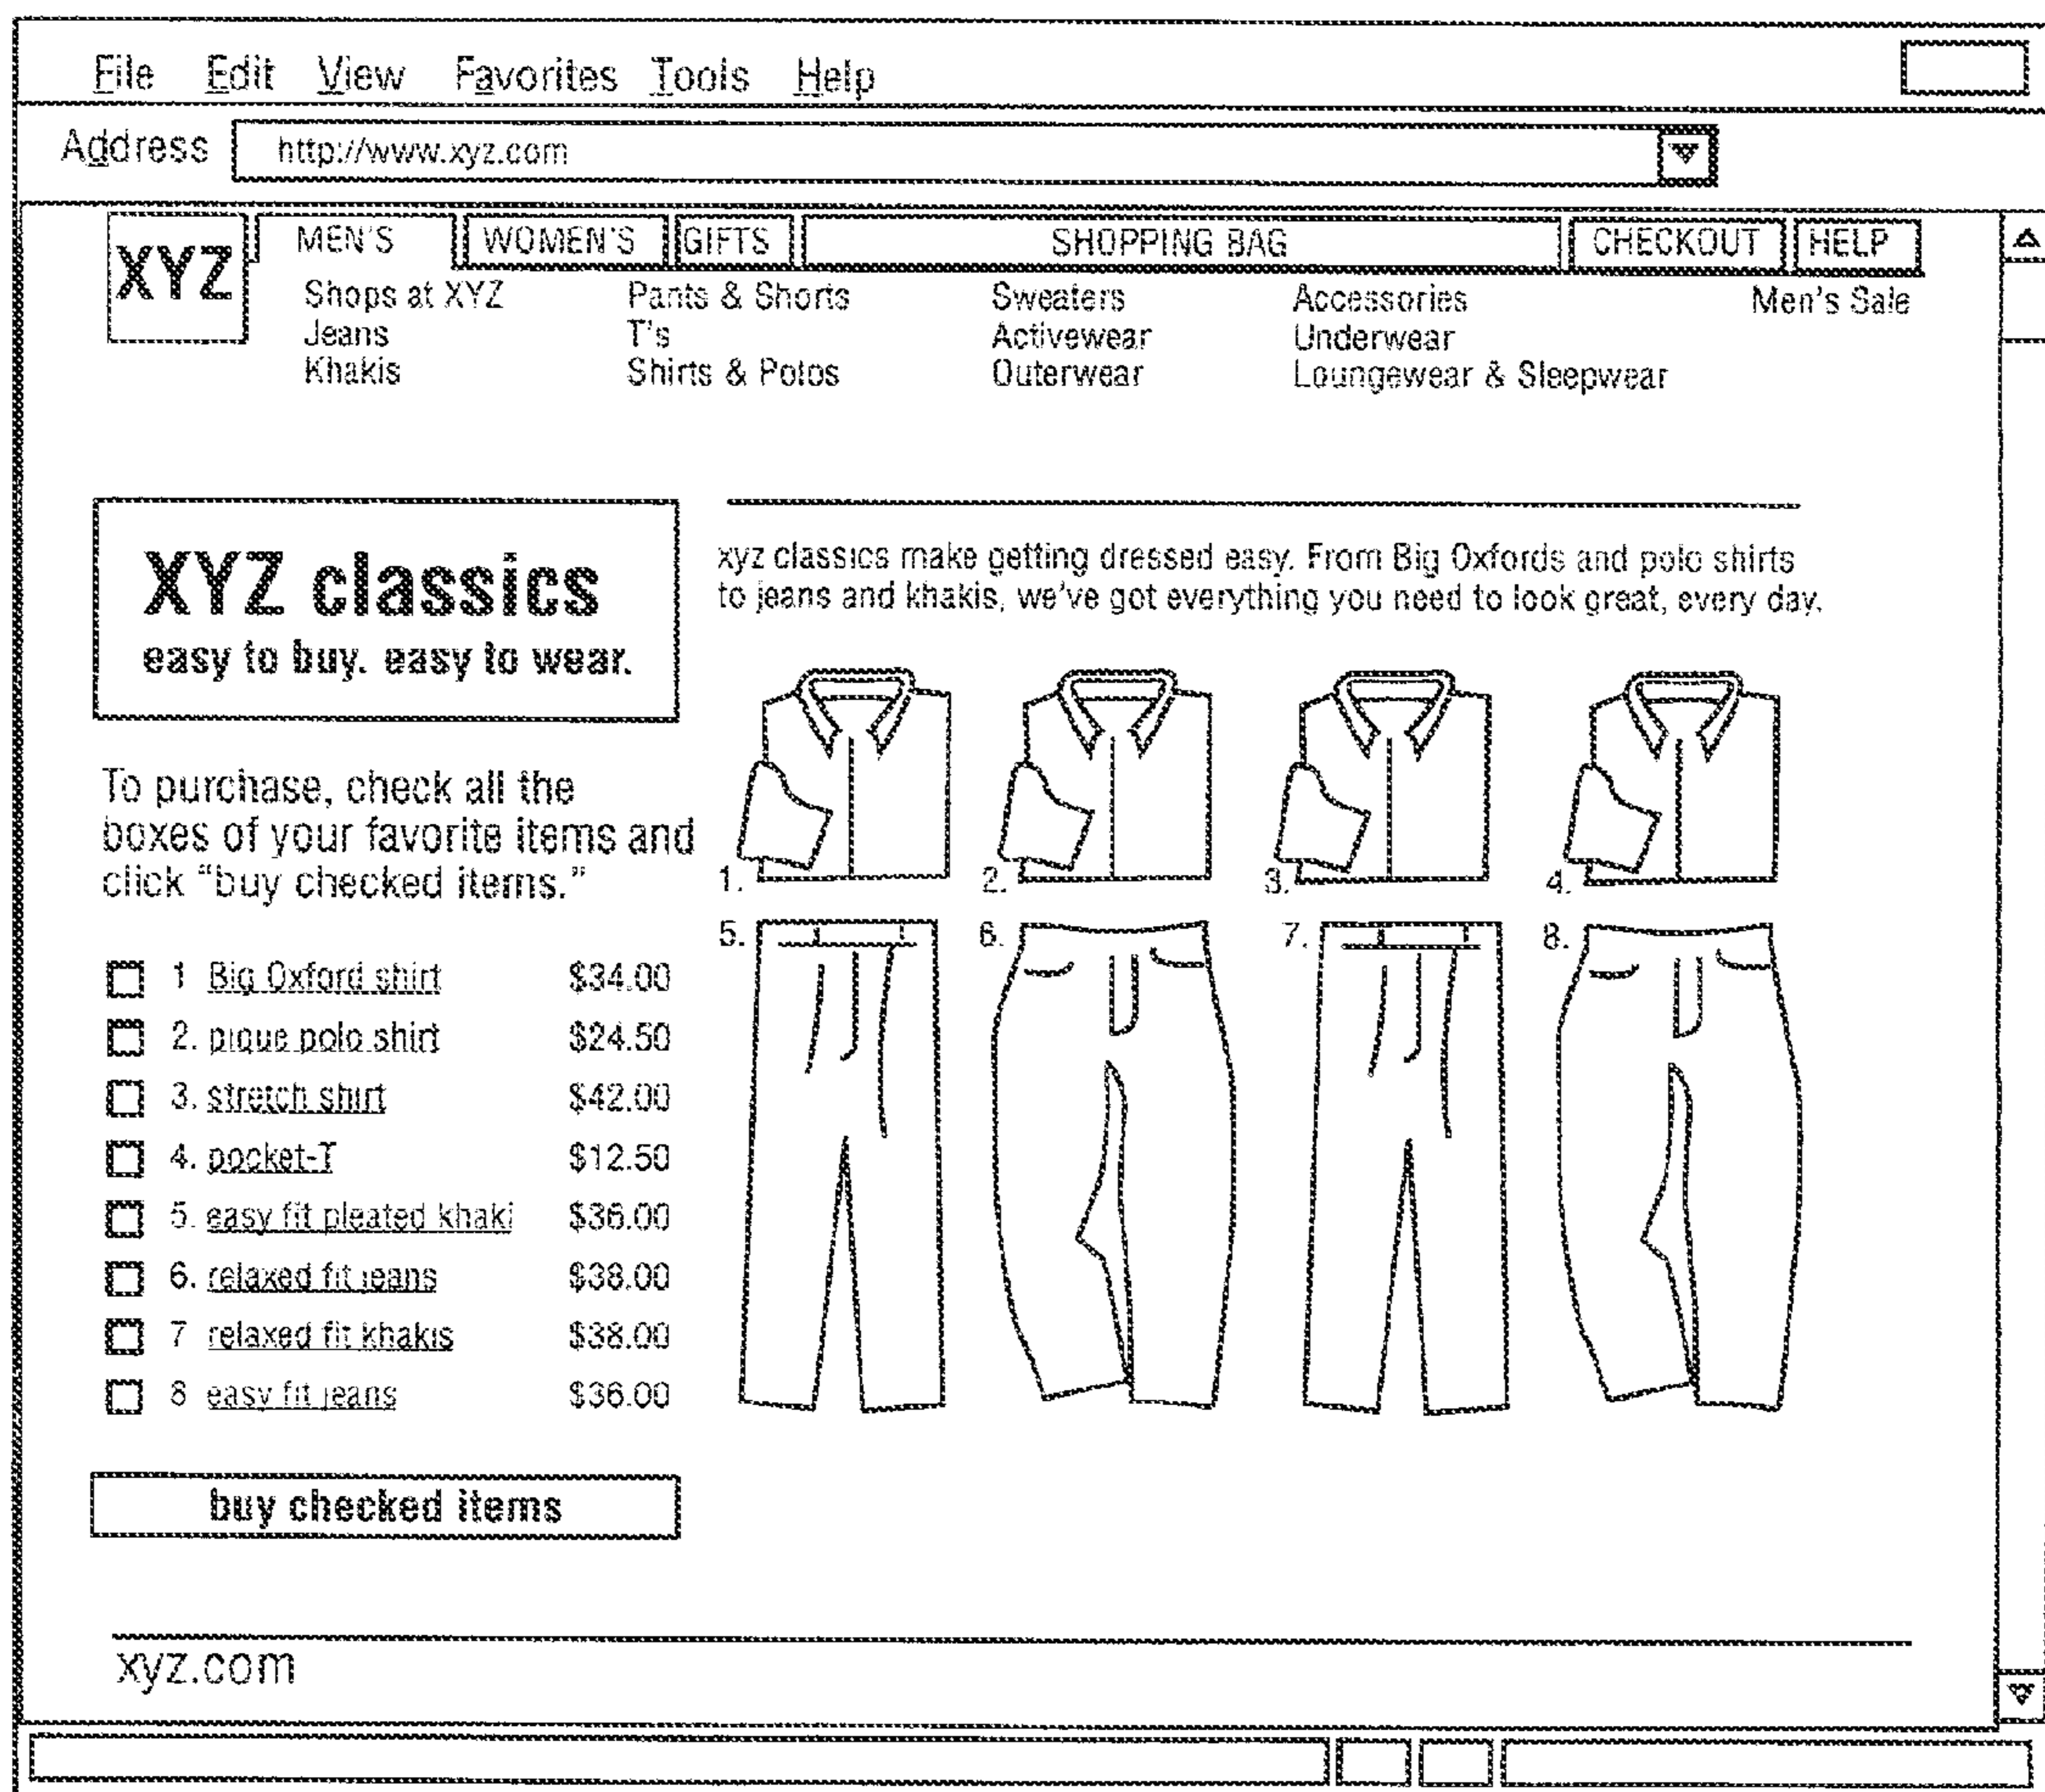 File Edit View Favorites Tools Help
Address http://www.xyz.com
XYZ MEN'S WOMEN'S GIFTS SHOPPING BAG CHECKOUT HELP
Shops at XYZ Pants & Shorts Sweaters Accessories Men's Sale
Jeans T's Activewear Underwear
Khakis Shirts & Polos Outerwear Loungewear & Sleepwear
XYZ classics
easy to buy. easy to wear.
xyz classics make getting dressed easy. From Big Oxfords and polo shirts
to jeans and khakis, we've got everything you need to look great, every day.
To purchase, check all the
boxes of your favorite items and
click "buy checked items."
1 Big Oxford shirt $34.00
2. pique polo shirt $24.50
3. stretch shirt $42.00
4. pocket-T $12.50
5. easy fit pleated khaki $36.00
6. relaxed fit jeans $38.00
7 relaxed fit khakis $38.00
8 easy fit jeans $36.00
buy checked items
1. 2. 3. 4.
5. 6. 7. 8.
xyz.com